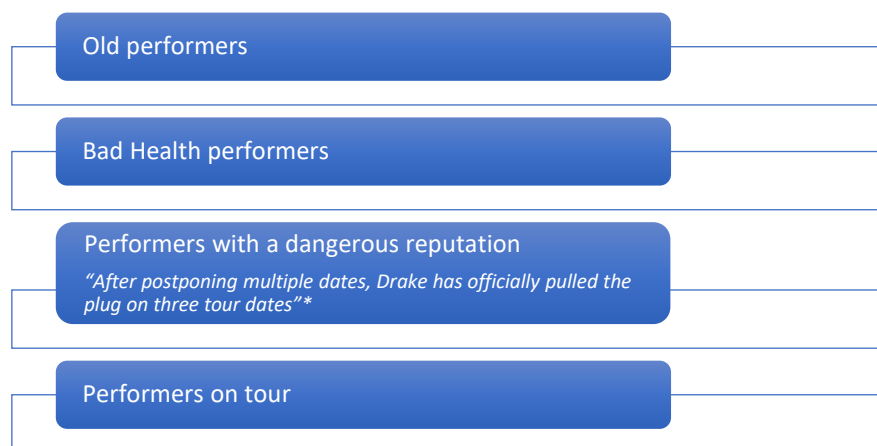 Old performers
Bad Health performers
Performers with a dangerous reputation
“After postponing multiple dates, Drake has officially pulled the
plug on three tour dates”*
Performers on tour